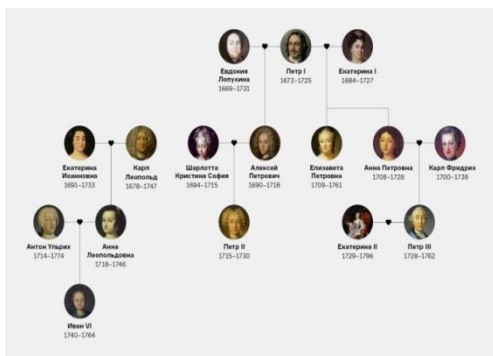 Евдокия
Лопухина
1669–1731
Петр I
1672–1725
Екатерина I
1684–1727
Екатерина
Иоанновна
1691–1733
Карл
Леопольд
1678–1747
Шарлотта
Кристина София
1694–1715
Алексей
Петрович
1690–1718
Елизавета
Петровна
1709–1761
Анна Петровна
1708–1728
Карл Фридрих
1700–1739
Антон Ульрих
1714–1774
Анна
Леопольдовна
1718–1746
Петр II
1715–1730
Екатерина II
1729–1796
Петр III
1728–1762
Иван VI
1740–1764